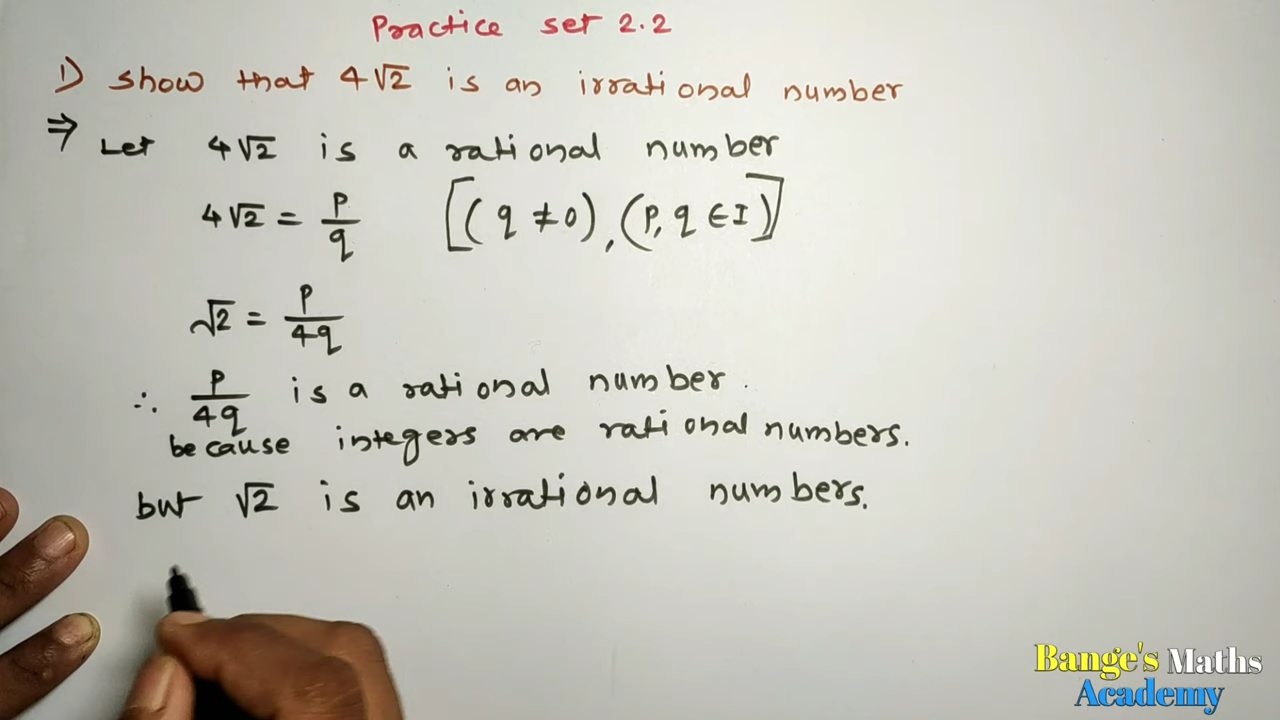 Practice set 2.2
1) show that 4√2 is an irrational number
⇒ Let 4√2 is a rational number
4√2 = P/q [(q ≠ 0), (P, q ∈ I)]
√2 = P/4q
∴ P/4q is a rational number.
because integers are rational numbers.
but √2 is an irrational numbers.
Bange's Maths
Academy